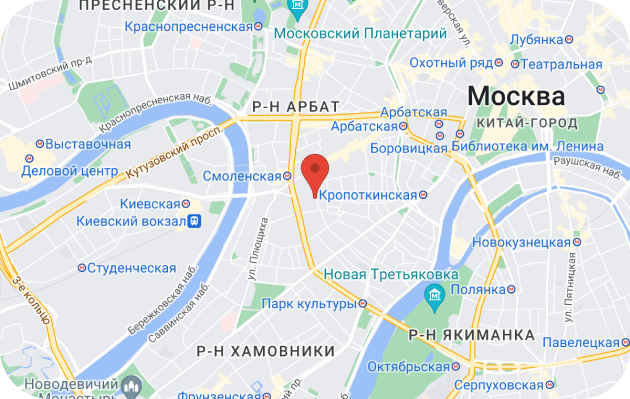 ПРЕСНЕНСКИЙ Р-Н
Краснопресненская
Московский Планетарий
Тверская ул.
Лубянка
Охотный ряд
Театральная
Шмитовский пр-д
Москва
Краснопресненская наб.
Р-Н АРБАТ
Арбатская
КИТАЙ-ГОРОД
Арбатская
Кутузовский просп.
Выставочная
Боровицкая
Библиотека им. Ленина
Раушская наб.
Деловой центр
Смоленская
Кропоткинская
Киевская
Киевский вокзал
Новокузнецкая
ул. Плющиха
Студенческая
Новая Третьяковка
ул. Пятницкая
3-е кольцо
Бережковская наб.
Саввинская наб.
Полянка
Парк культуры
Р-Н ЯКИМАНКА
Павелецкая
Р-Н ХАМОВНИКИ
Октябрьская
Новодевичий
Монастырь
Фрунзенская
Серпуховская